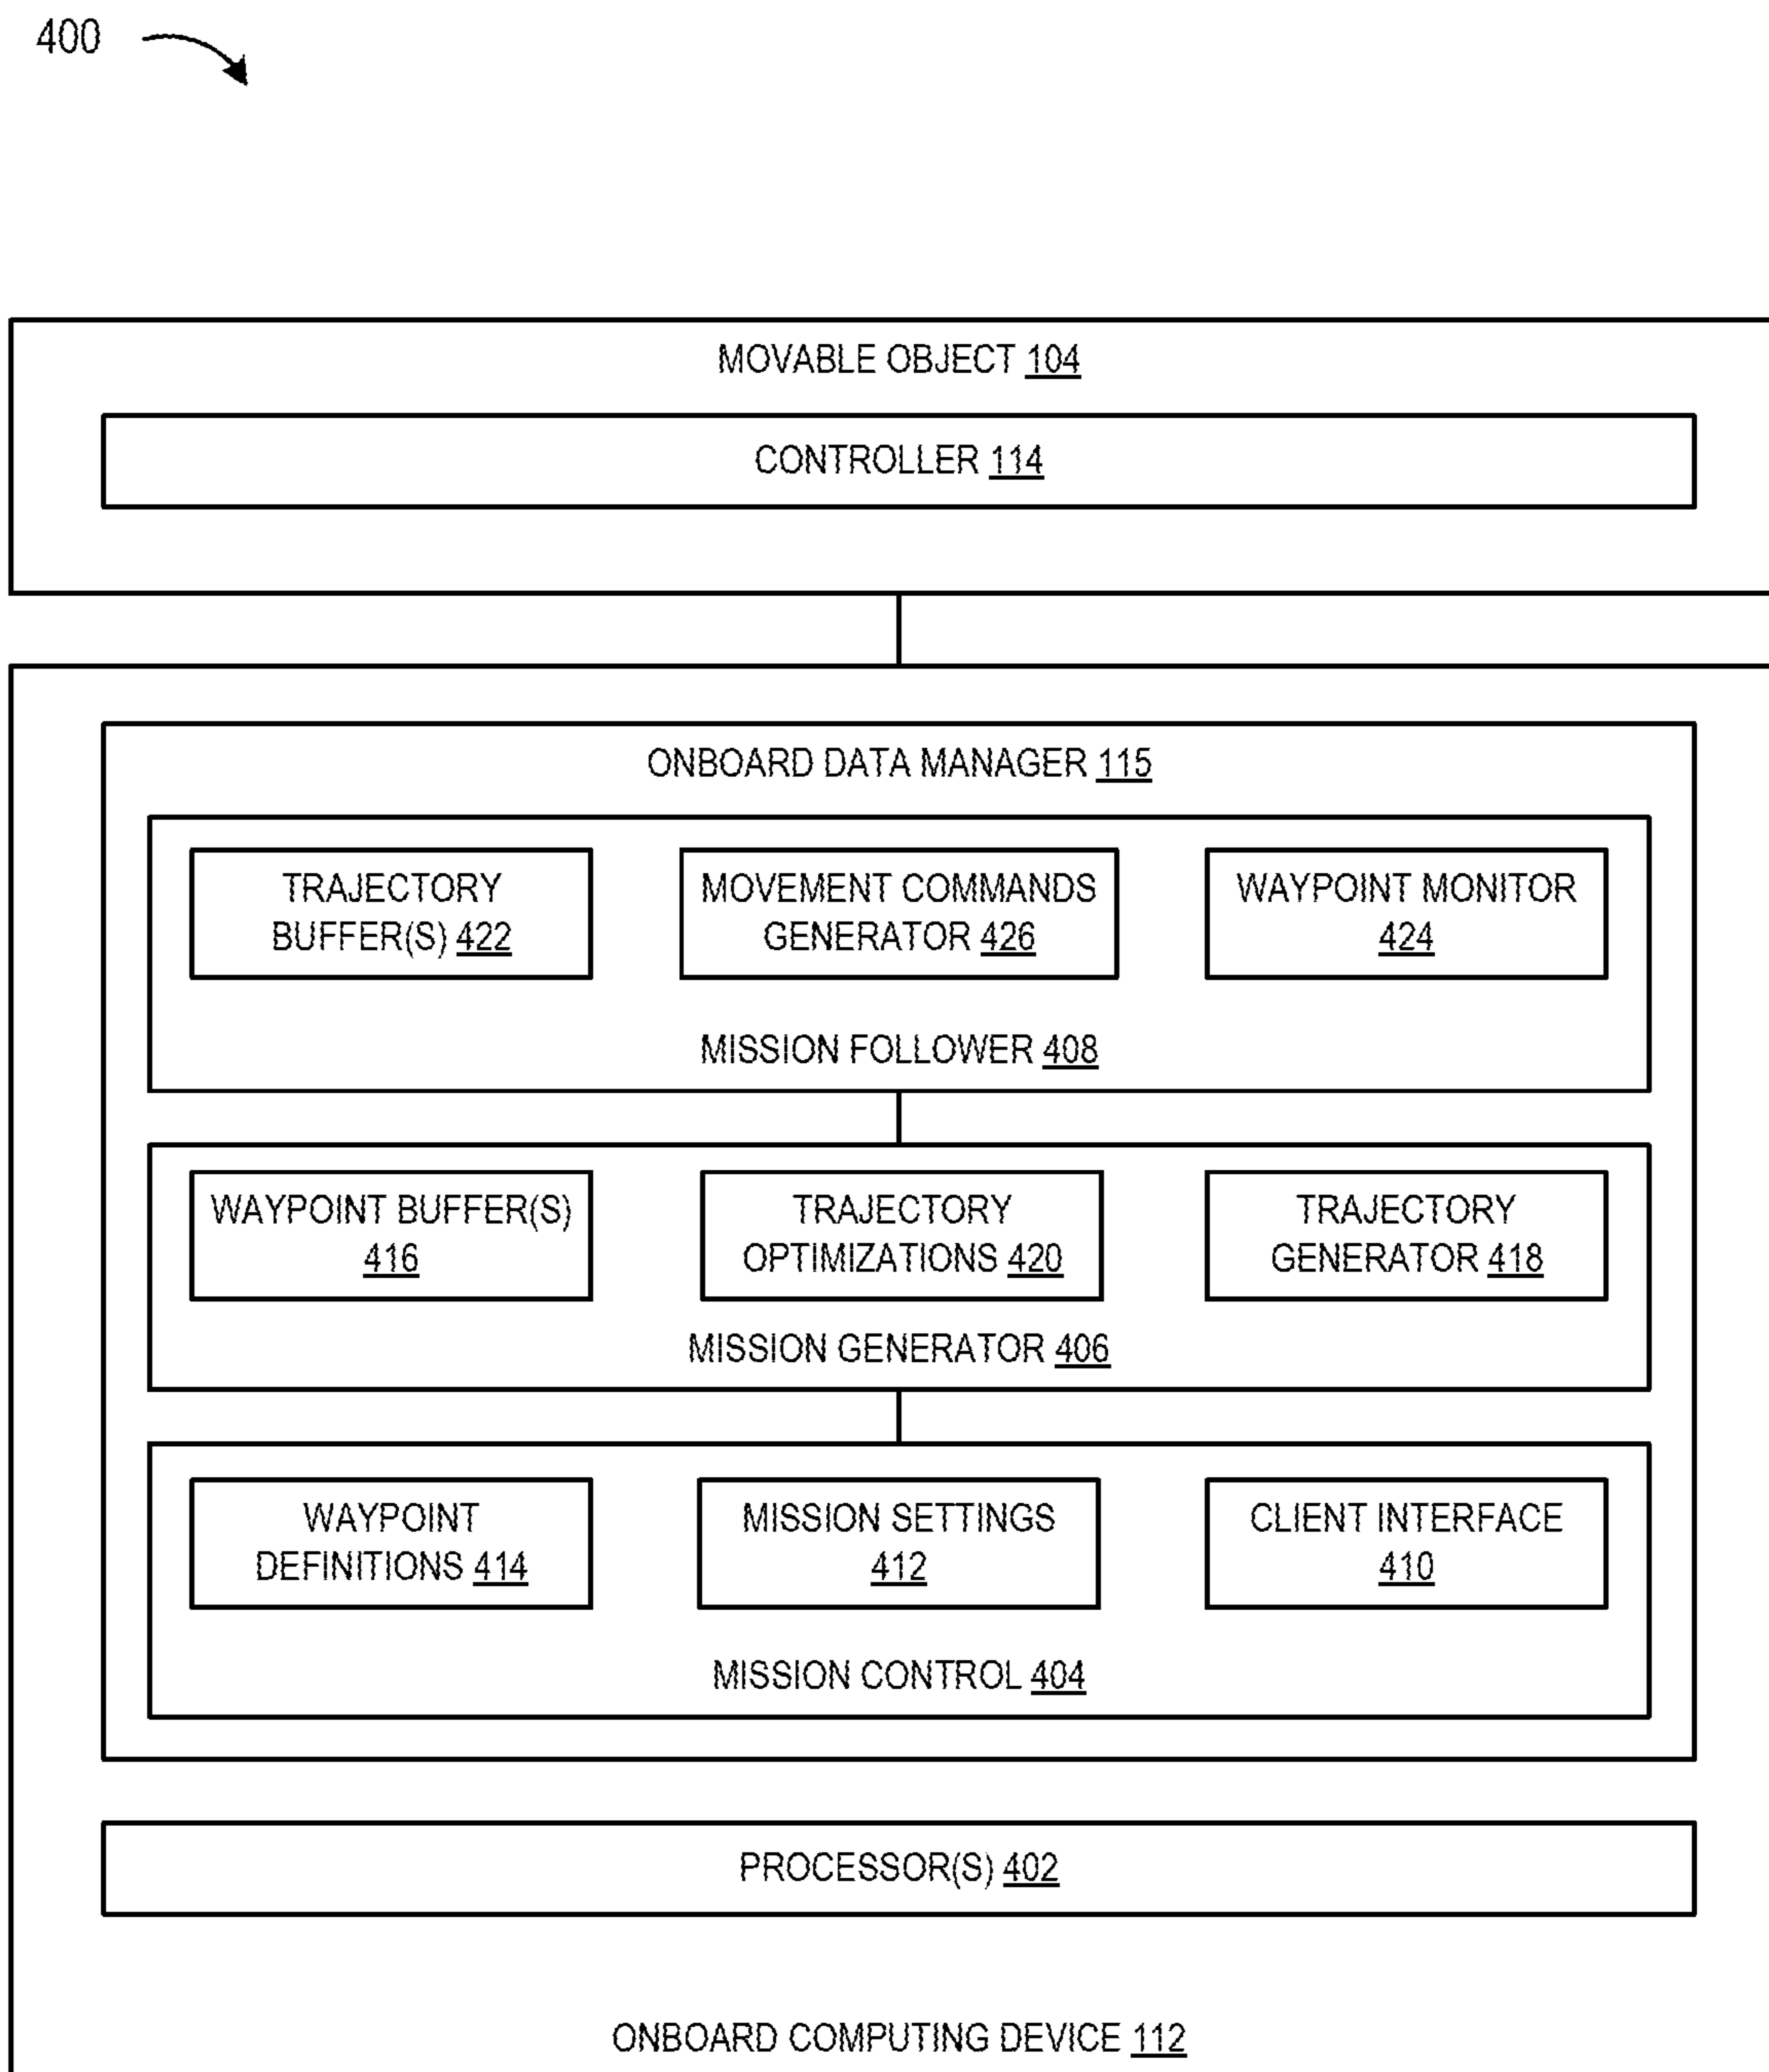 400
MOVABLE OBJECT 104
CONTROLLER 114
ONBOARD DATA MANAGER 115
TRAJECTORY
BUFFER(S) 422
MOVEMENT COMMANDS
GENERATOR 426
WAYPOINT MONITOR
424
MISSION FOLLOWER 408
WAYPOINT BUFFER(S)
416
TRAJECTORY
OPTIMIZATIONS 420
TRAJECTORY
GENERATOR 418
MISSION GENERATOR 406
WAYPOINT
DEFINITIONS 414
MISSION SETTINGS
412
CLIENT INTERFACE
410
MISSION CONTROL 404
PROCESSOR(S) 402
ONBOARD COMPUTING DEVICE 112